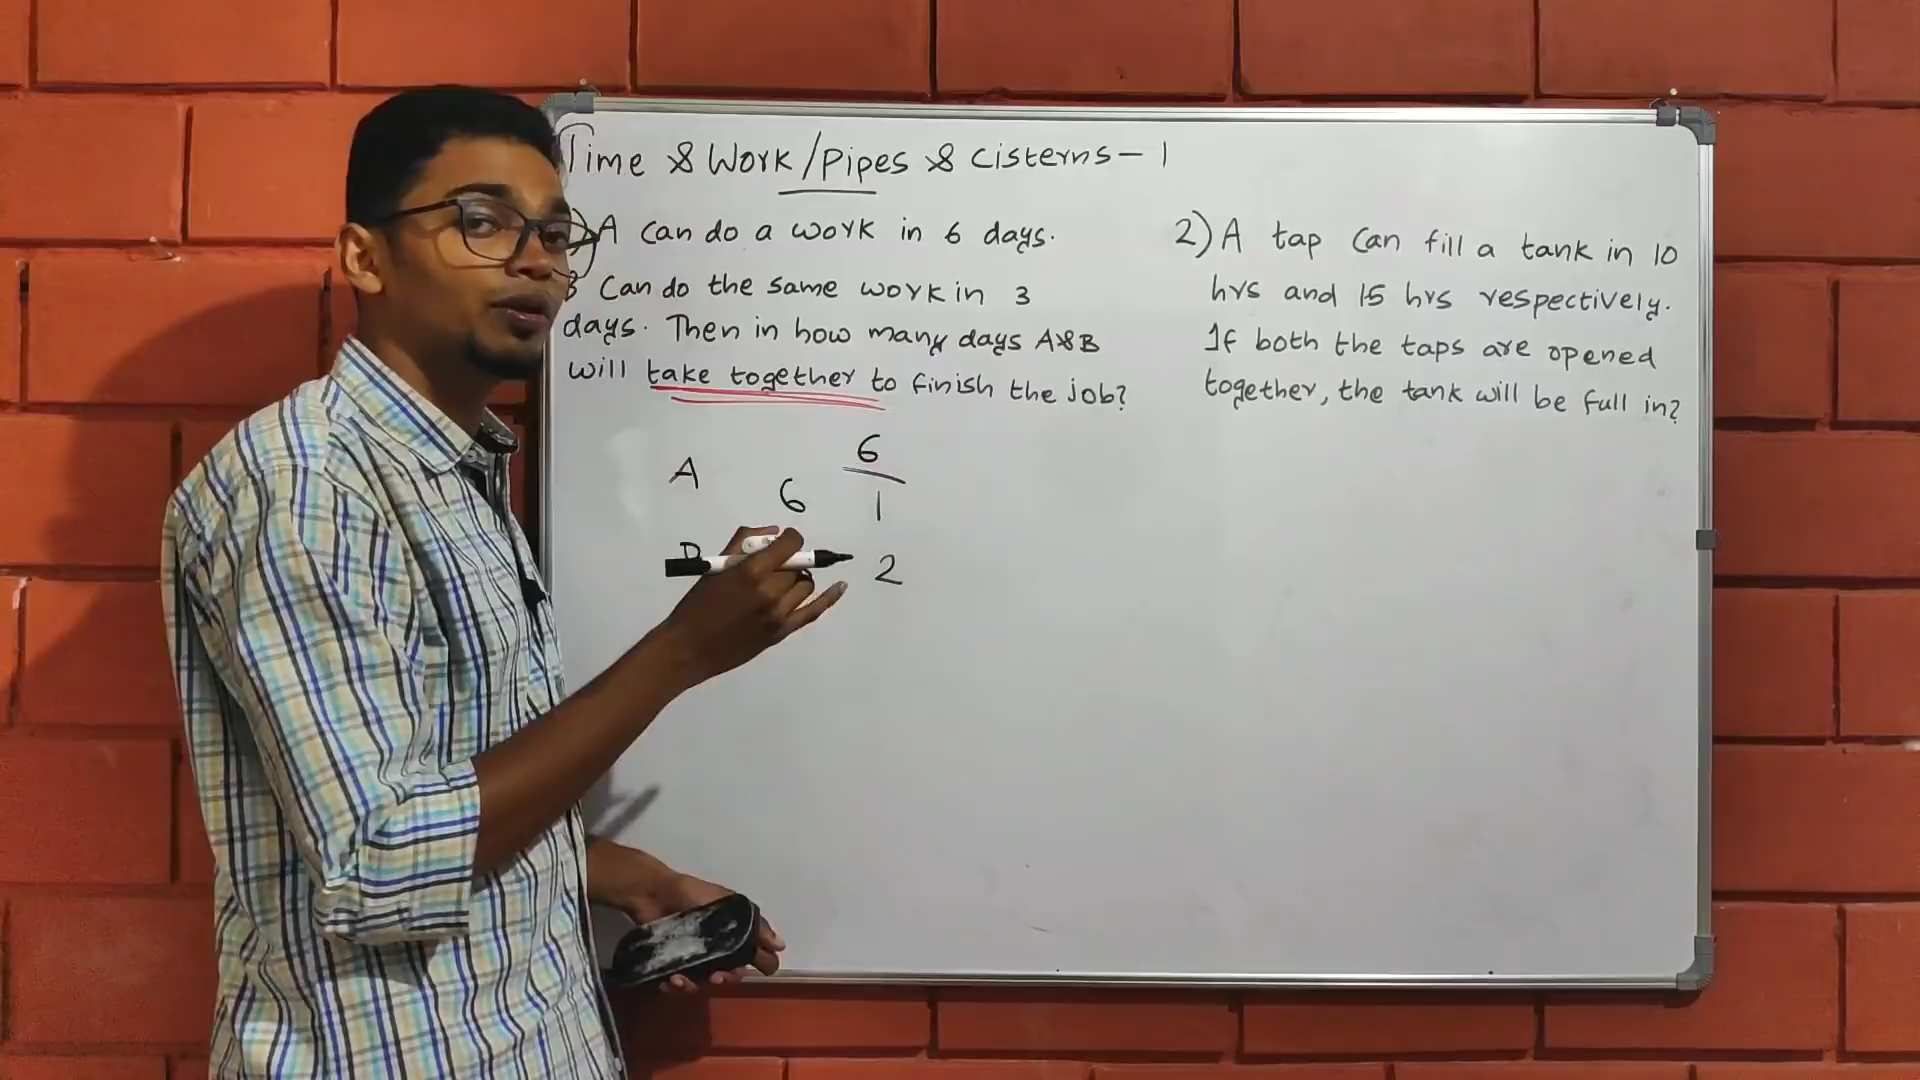 Time & Work/Pipes & Cisterns - 1
A can do a work in 6 days.
B can do the same work in 3
days. Then in how many days A&B
will take together to finish the job?
2) A tap can fill a tank in 10
hrs and 15 hrs respectively.
If both the taps are opened
together, the tank will be full in?
6
A 6 1
2